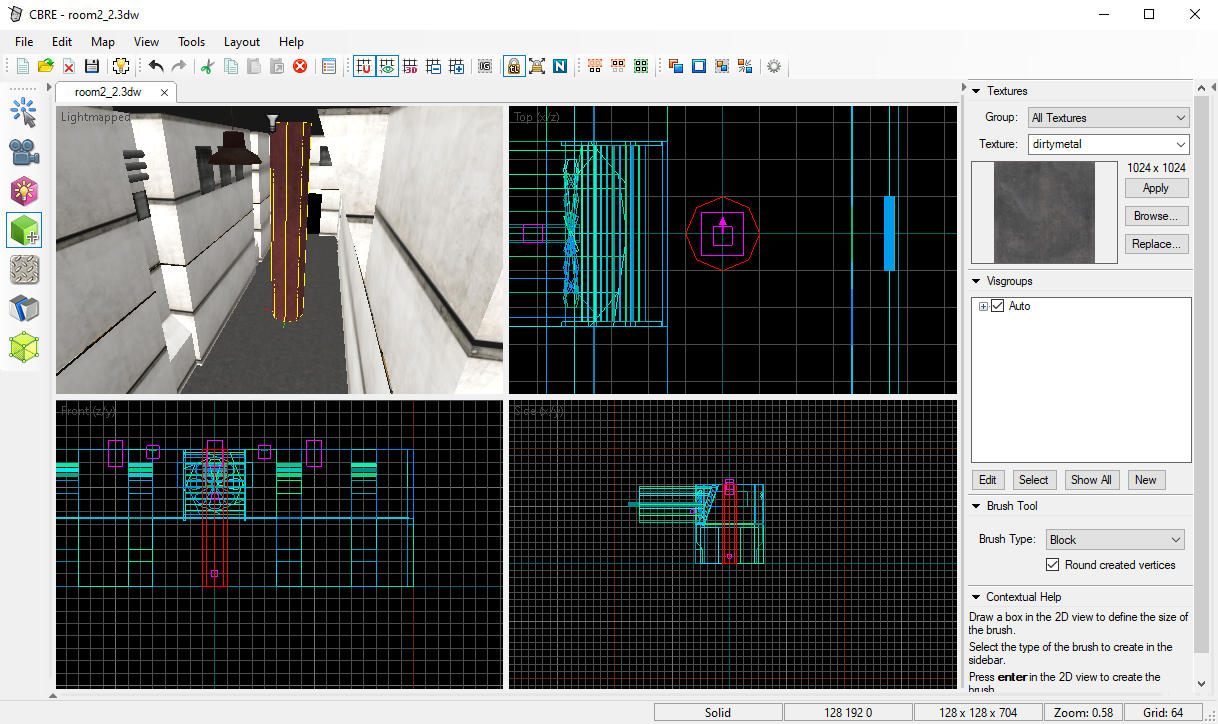 CBRE - room2_2.3dw
File Edit Map View Tools Layout Help
3D
IG
TL
N
room2_2.3dw
Lightmapped
Top (x/z)
Front (z/y)
Side (x/y)
Textures
Group: All Textures
Texture: dirtymetal
1024 x 1024
Apply
Browse...
Replace...
Visgroups
Auto
Edit Select Show All New
Brush Tool
Brush Type: Block
Round created vertices
Contextual Help
Draw a box in the 2D view to define the size of
the brush.
Select the type of the brush to create in the
sidebar.
Press enter in the 2D view to create the
brush.
Solid 128 192 0 128 x 128 x 704 Zoom: 0.58 Grid: 64